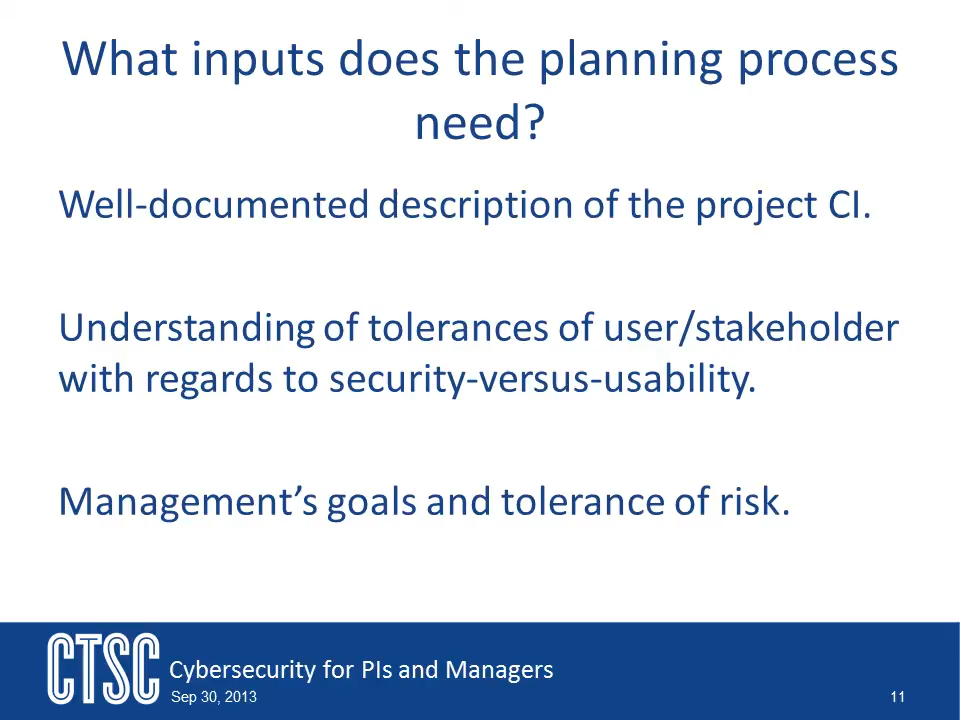 What inputs does the planning process
need?
Well-documented description of the project CI.
Understanding of tolerances of user/stakeholder
with regards to security-versus-usability.
Management’s goals and tolerance of risk.
CTSC
Cybersecurity for PIs and Managers
Sep 30, 2013
11